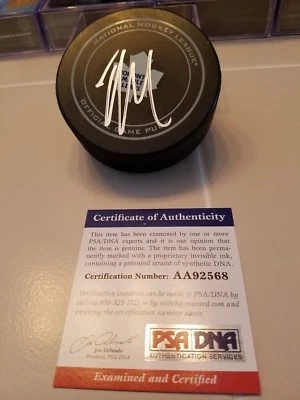 NATIONAL HOCKEY LEAGUE
OFFICIAL GAME PUCK
Certificate of Authenticity
This item has been examined by one or more
PSA/DNA experts and it is our opinion that
the item is genuine. The item has been perma-
nently marked with a proprietary invisible ink,
containing a patented strand of synthetic DNA.
Certification Number: AA92568
Certification inquiries can be made in PSA/DNA by
calling 800-325-1121 or by visiting psacard.com and
entering the certification number above.
Joe Orlando
President, PSA/DNA
PSA DNA
AUTHENTICATION SERVICES
Examined and Certified